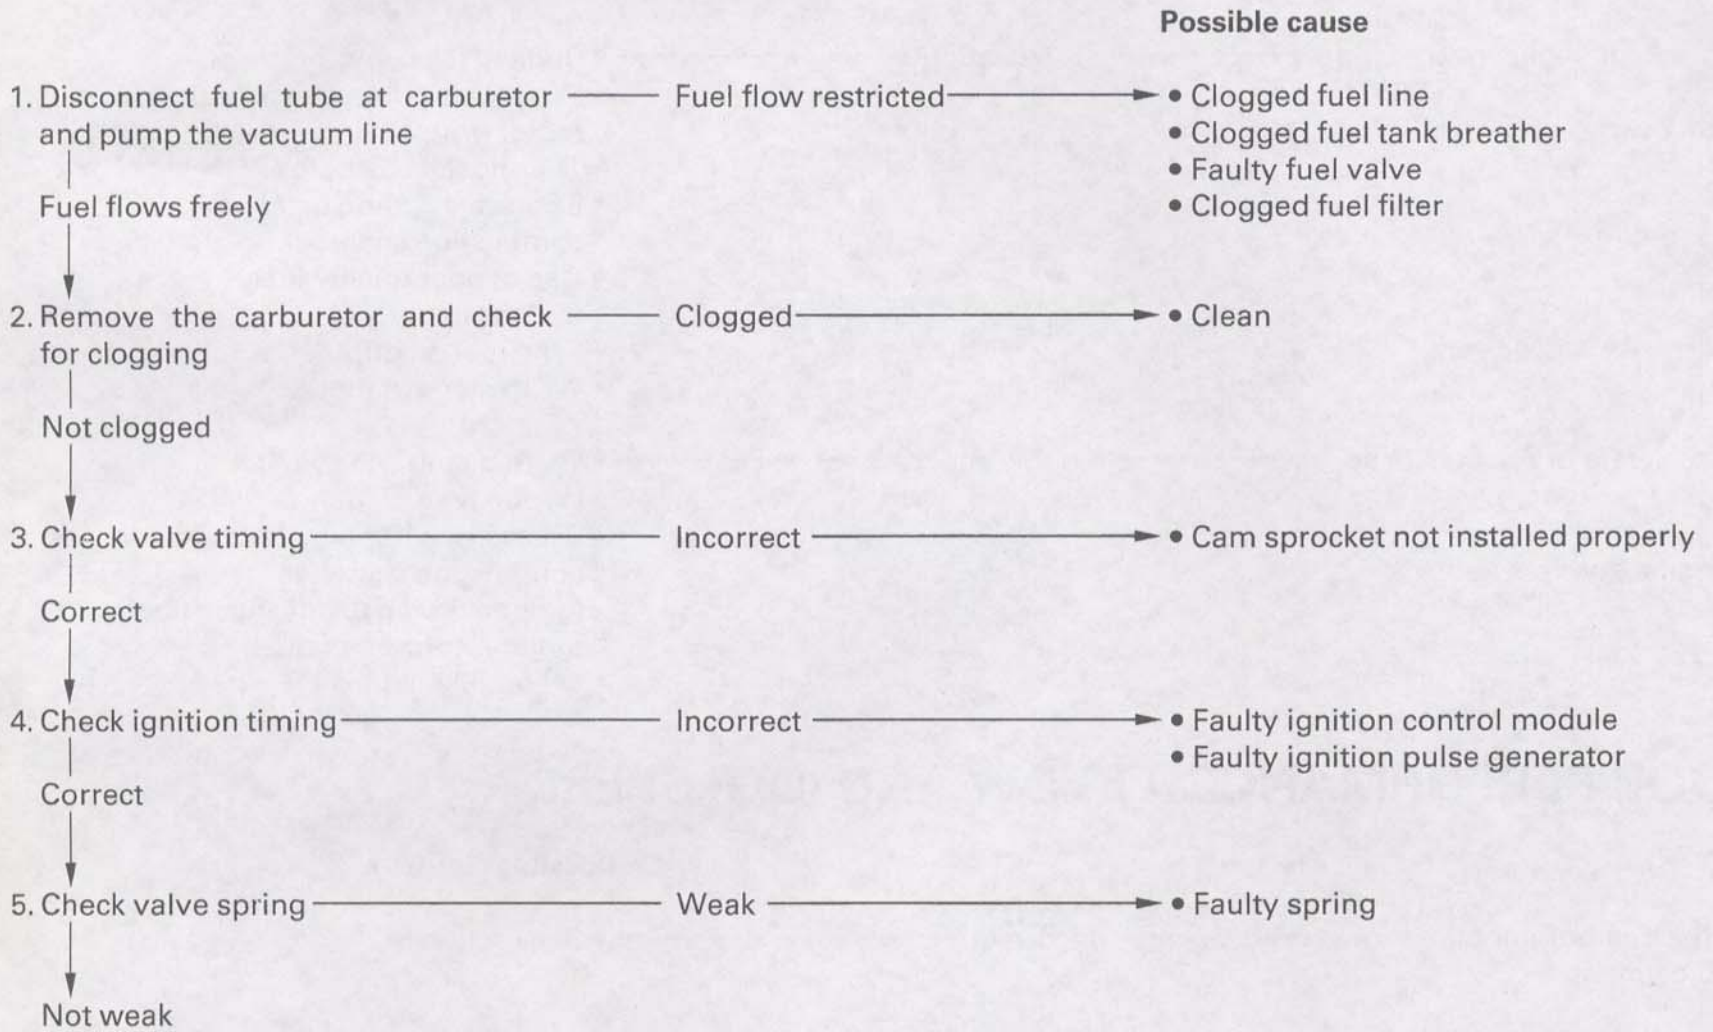 Possible cause
1. Disconnect fuel tube at carburetor Fuel flow restricted • Clogged fuel line
and pump the vacuum line • Clogged fuel tank breather
• Faulty fuel valve
Fuel flows freely • Clogged fuel filter
2. Remove the carburetor and check Clogged • Clean
for clogging
Not clogged
3. Check valve timing Incorrect • Cam sprocket not installed properly
Correct
4. Check ignition timing Incorrect • Faulty ignition control module
• Faulty ignition pulse generator
Correct
5. Check valve spring Weak • Faulty spring
Not weak